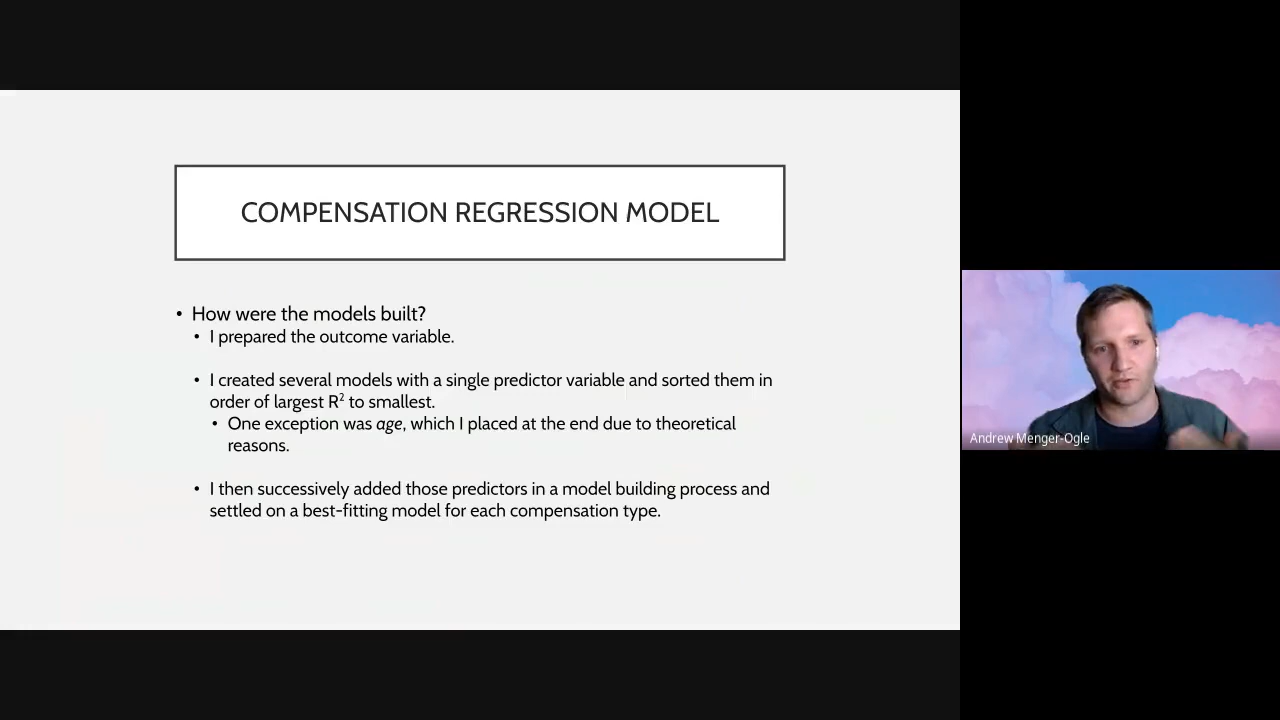 COMPENSATION REGRESSION MODEL
• How were the models built?
• I prepared the outcome variable.
• I created several models with a single predictor variable and sorted them in
order of largest R² to smallest.
• One exception was age, which I placed at the end due to theoretical
reasons.
• I then successively added those predictors in a model building process and
settled on a best-fitting model for each compensation type.
Andrew Menger-Ogle